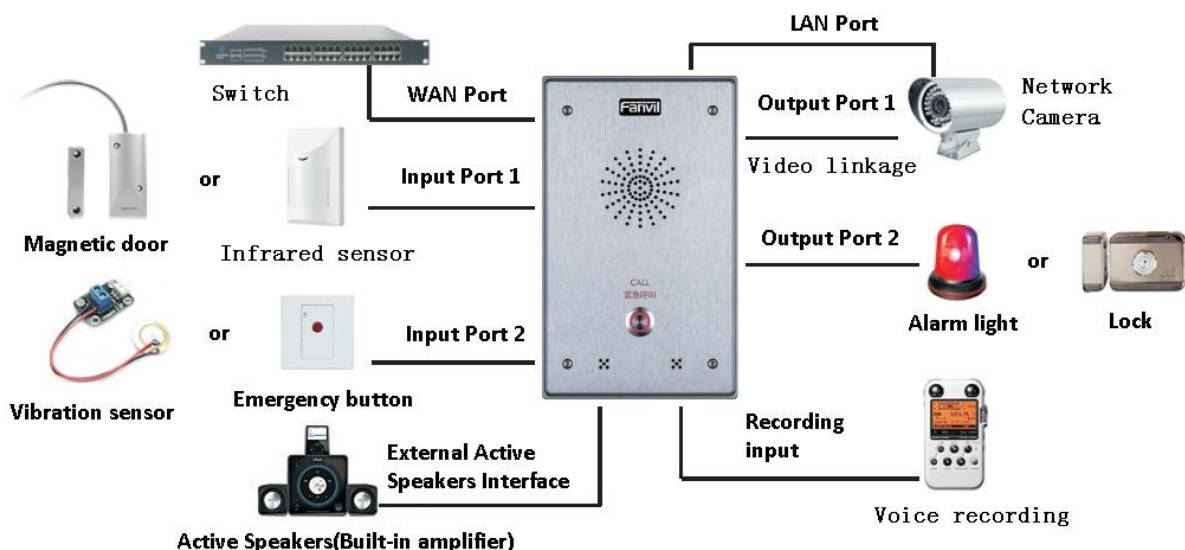 LAN Port
Switch
WAN Port
Fanvil
Output Port 1
Network
Camera
or
Input Port 1
Video linkage
Magnetic door
Infrared sensor
Output Port 2
or
CALL
紧急呼叫
or
Input Port 2
Alarm light
Lock
Vibration sensor
Emergency button
External Active
Speakers Interface
Recording
input
Voice recording
Active Speakers(Built-in amplifier)